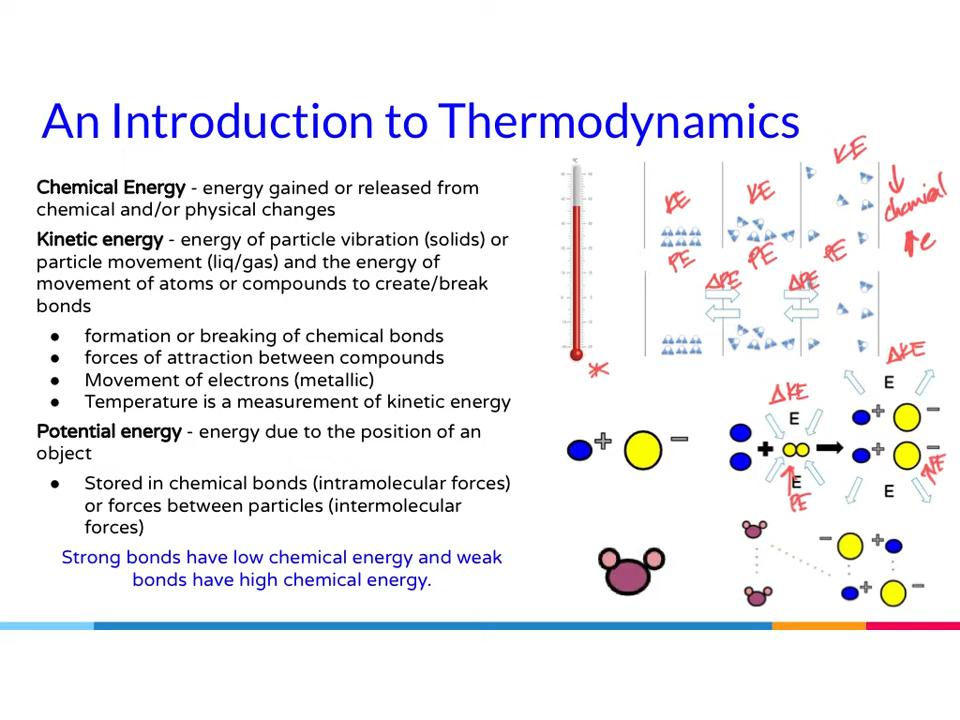 An Introduction to Thermodynamics
Chemical Energy - energy gained or released from
chemical and/or physical changes
Kinetic energy - energy of particle vibration (solids) or
particle movement (liq/gas) and the energy of
movement of atoms or compounds to create/break
bonds
● formation or breaking of chemical bonds
● forces of attraction between compounds
● Movement of electrons (metallic)
● Temperature is a measurement of kinetic energy
Potential energy - energy due to the position of an
object
● Stored in chemical bonds (intramolecular forces)
or forces between particles (intermolecular
forces)
Strong bonds have low chemical energy and weak
bonds have high chemical energy.
°C
KE
KE
KE
↓
chemical
PE
PE
PE
ΔPE
ΔPE
*
ΔKE
ΔKE
E
E
+
−
+
+
−
+
−
E
E
PE
PE
−
+
+
−